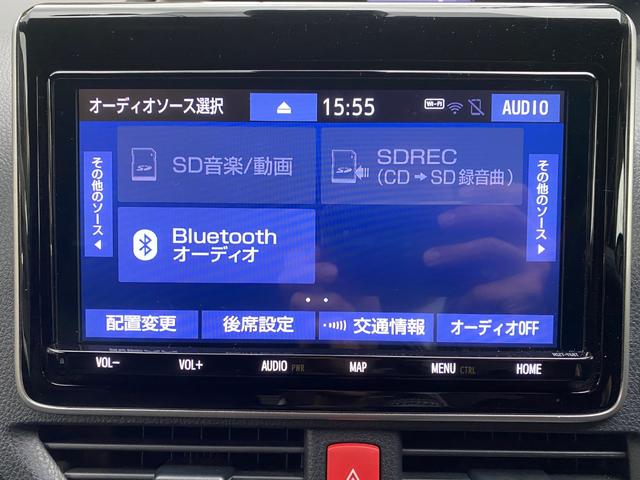 オーディオソース選択
15:55
Wi-Fi
AUDIO
その他のソース
SD音楽/動画
SDREC
(CD➡SD 録音曲)
その他のソース
Bluetooth
オーディオ
配置変更
後席設定
交通情報
オーディオOFF
VOL-
VOL+
AUDIO PWR
MAP
MENU CTRL
HOME